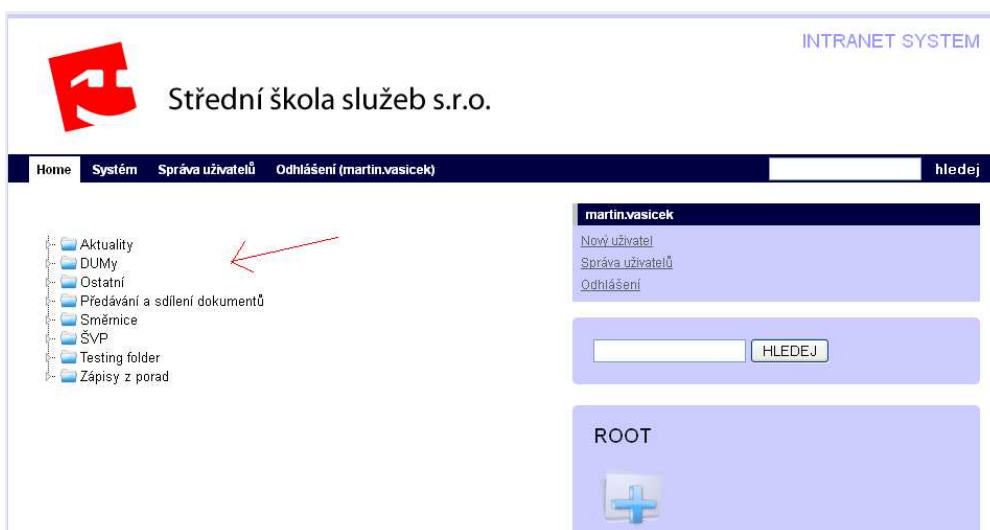 INTRANET SYSTEM
Střední škola služeb s.r.o.
Home Systém Správa uživatelů Odhlášení (martin.vasicek) hledej
martin.vasicek
Nový uživatel
Správa uživatelů
Odhlášení
Aktuality
DUMy
Ostatní
Předávání a sdílení dokumentů
Směrnice
ŠVP
Testing folder
Zápisy z porad
HLEDEJ
ROOT